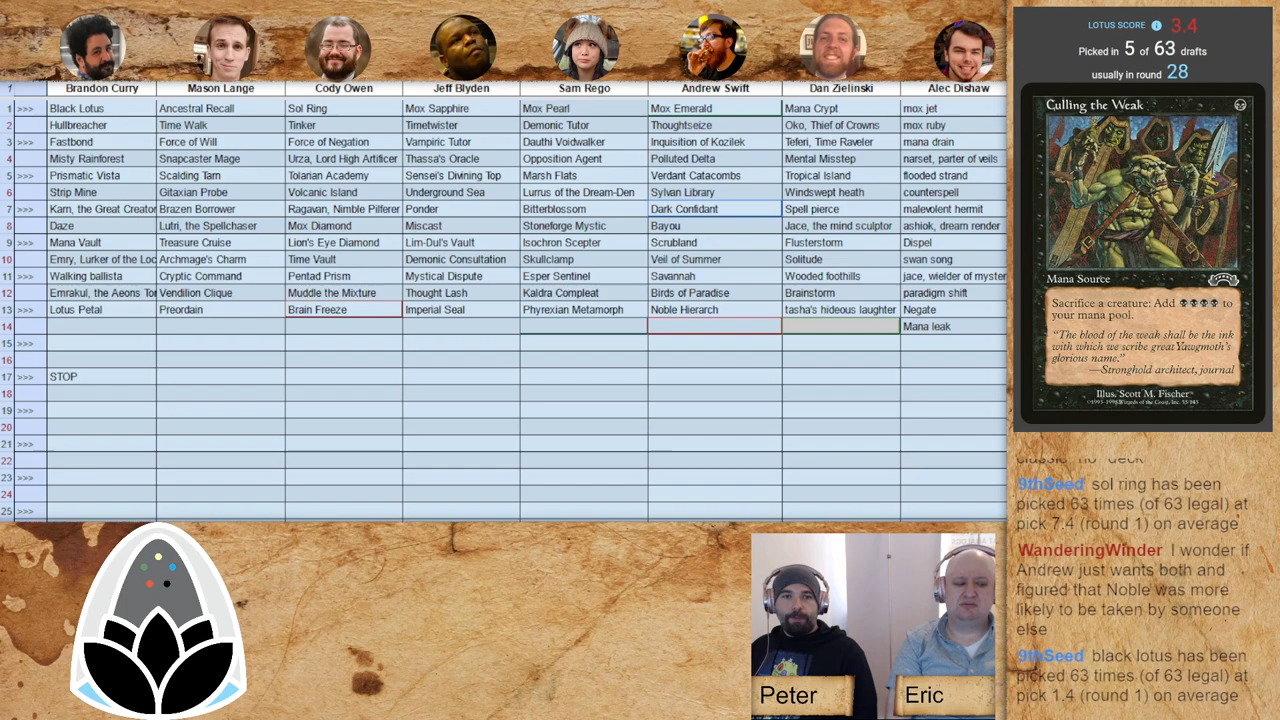 1 Brandon Curry Mason Lange Cody Owen Jeff Blyden Sam Rego Andrew Swift Dan Zielinski Alec Dishaw
1 >>> Black Lotus Ancestral Recall Sol Ring Mox Sapphire Mox Pearl Mox Emerald Mana Crypt mox jet
2 Hullbreacher Time Walk Tinker Timetwister Demonic Tutor Thoughtseize Oko, Thief of Crowns mox ruby
3 >>> Fastbond Force of Will Force of Negation Vampiric Tutor Dauthi Voidwalker Inquisition of Kozilek Teferi, Time Raveler mana drain
4 Misty Rainforest Snapcaster Mage Urza, Lord High Artificer Thassa's Oracle Opposition Agent Polluted Delta Mental Misstep narset, parter of veils
5 >>> Prismatic Vista Scalding Tarn Tolarian Academy Sensei's Divining Top Marsh Flats Verdant Catacombs Tropical Island flooded strand
6 Strip Mine Gitaxian Probe Volcanic Island Underground Sea Lurrus of the Dream-Den Sylvan Library Windswept heath counterspell
7 >>> Karn, the Great Creator Brazen Borrower Ragavan, Nimble Pilferer Ponder Bitterblossom Dark Confidant Spell pierce malevolent hermit
8 Daze Lutri, the Spellchaser Mox Diamond Miscast Stoneforge Mystic Bayou Jace, the mind sculptor ashiok, dream render
9 >>> Mana Vault Treasure Cruise Lion's Eye Diamond Lim-Dul's Vault Isochron Scepter Scrubland Flusterstorm Dispel
10 Emry, Lurker of the Loc Archmage's Charm Time Vault Demonic Consultation Skullclamp Veil of Summer Solitude swan song
11 >>> Walking ballista Cryptic Command Pentad Prism Mystical Dispute Esper Sentinel Savannah Wooded foothills jace, wielder of myster
12 Emrakul, the Aeons Tor Vendilion Clique Muddle the Mixture Thought Lash Kaldra Compleat Birds of Paradise Brainstorm paradigm shift
13 >>> Lotus Petal Preordain Brain Freeze Imperial Seal Phyrexian Metamorph Noble Hierarch tasha's hideous laughter Negate
14 Mana leak
15 >>>
16
17 >>> STOP
18
19 >>>
20
21 >>>
22
23 >>>
24
25 >>>
LOTUS SCORE i 3.4
Picked in 5 of 63 drafts
usually in round 28
Culling the Weak
Mana Source
Sacrifice a creature: Add to
your mana pool.
"The blood of the weak shall be the ink
with which we scribe great Yawgmoth's
glorious name."
—Stronghold architect, journal
Illus. Scott M. Fischer
9thSeed sol ring has been
picked 63 times (of 63 legal) at
pick 7.4 (round 1) on average
WanderingWinder I wonder if
Andrew just wants both and
figured that Noble was more
likely to be taken by someone
else
9thSeed black lotus has been
picked 63 times (of 63 legal) at
pick 1.4 (round 1) on average
Peter
Eric